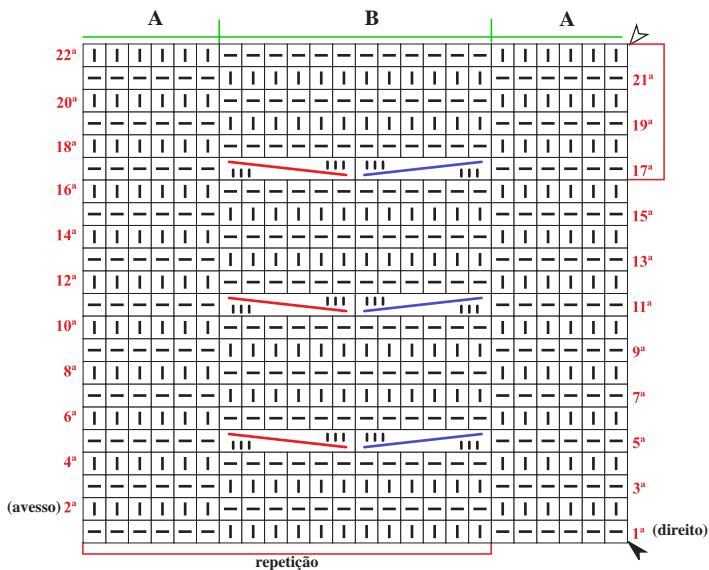 A B A
22ª
21ª
20ª
19ª
18ª
17ª
16ª
15ª
14ª
13ª
12ª
11ª
10ª
9ª
8ª
7ª
6ª
5ª
4ª
3ª
(avesso) 2ª
1ª (direito)
repetição